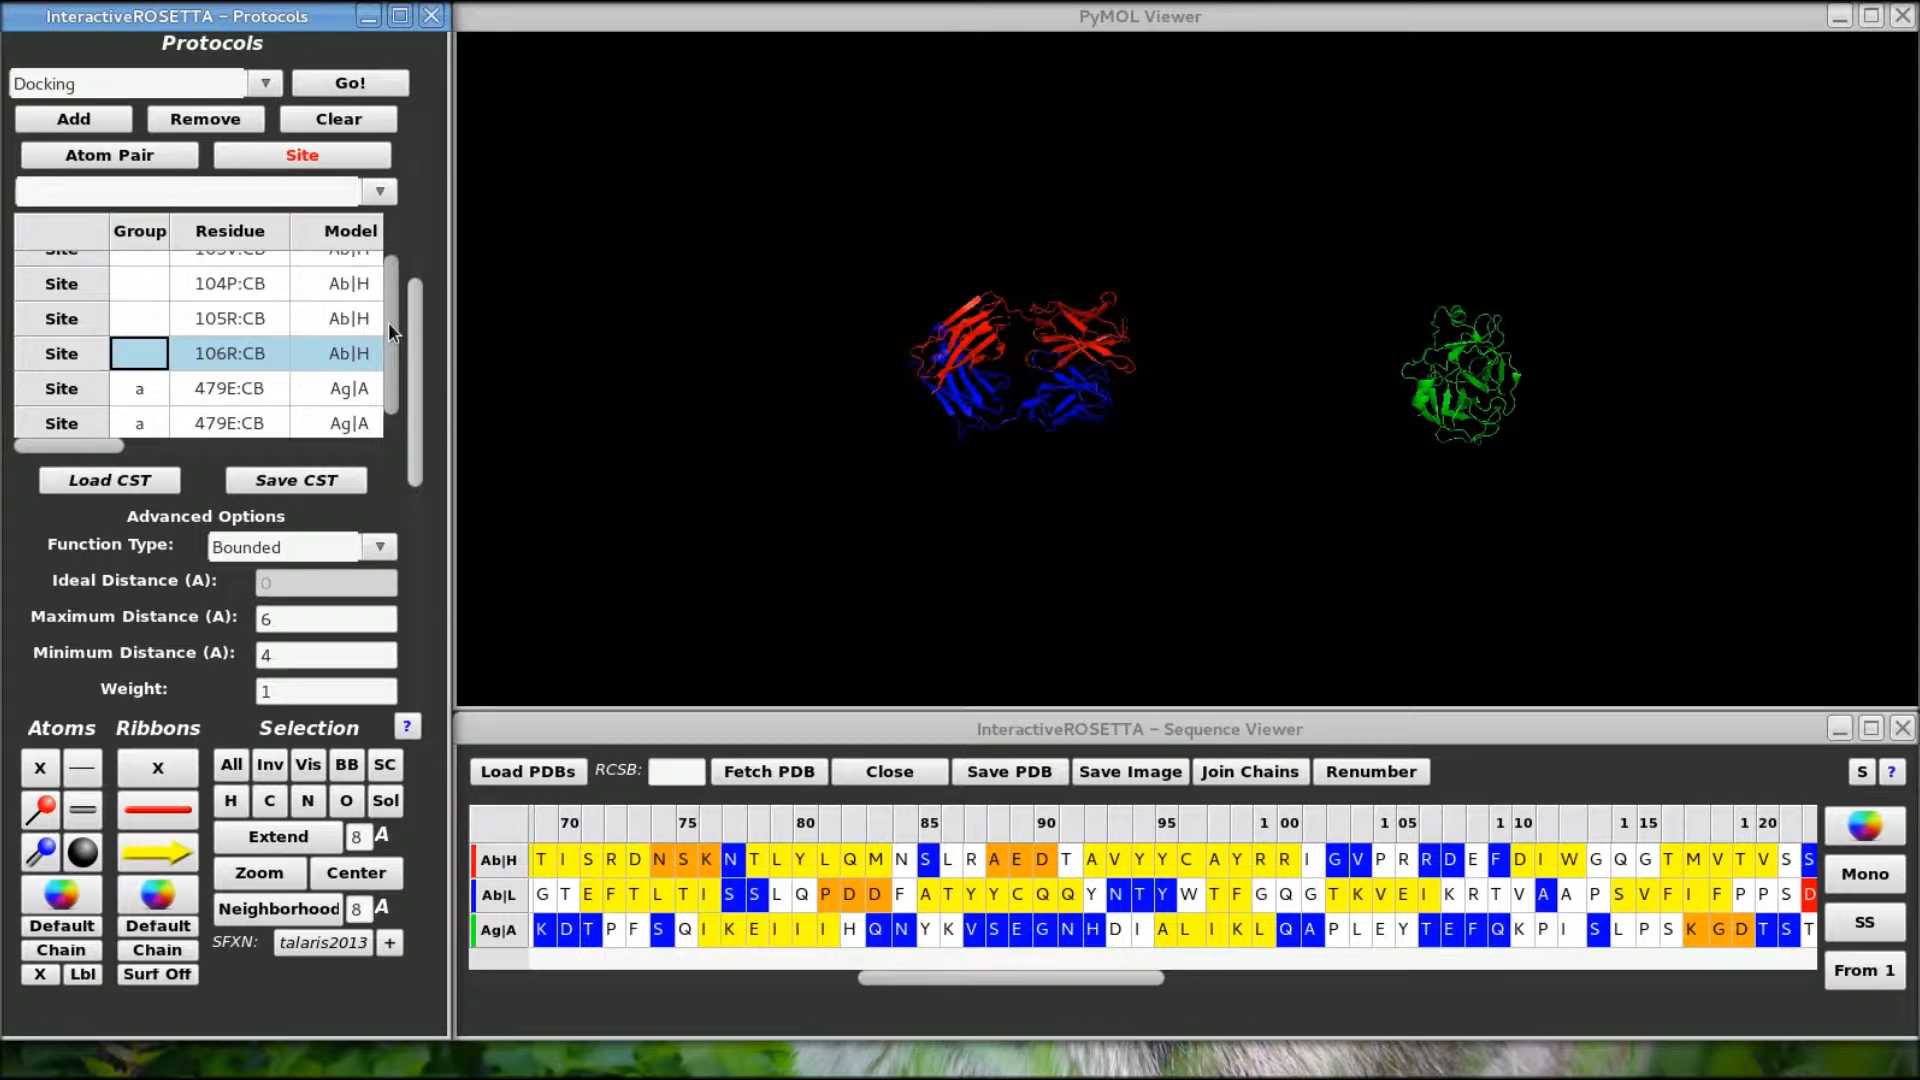 InteractiveROSETTA – Protocols
PyMOL Viewer
Protocols
Docking
Go!
Add Remove Clear
Atom Pair Site
Group Residue Model
Site 103V:CB Ab|H
Site 104P:CB Ab|H
Site 105R:CB Ab|H
Site 106R:CB Ab|H
Site a 479E:CB Ag|A
Site a 479E:CB Ag|A
Load CST Save CST
Advanced Options
Function Type: Bounded
Ideal Distance (A): 0
Maximum Distance (A): 6
Minimum Distance (A): 4
Weight: 1
Atoms Ribbons Selection ?
X X All Inv Vis BB SC
H C N O Sol
Extend 8 A
Zoom Center
Neighborhood 8 A
Default Default
SFXN: talaris2013 +
Chain Chain
X Lbl Surf Off
InteractiveROSETTA – Sequence Viewer
Load PDBs RCSB: Fetch PDB Close Save PDB Save Image Join Chains Renumber S ?
70 75 80 85 90 95 1 00 1 05 1 10 1 15 1 20
Ab|H T I S R D N S K N T L Y L Q M N S L R A E D T A V Y Y C A Y R R I G V P R R D E F D I W G Q G T M V T V S S
Ab|L G T E F T L T I S S L Q P D D F A T Y Y C Q Q Y N T Y W T F G Q G T K V E I K R T V A A P S V F I F P P S D
Ag|A K D T P F S Q I K E I I I H Q N Y K V S E G N H D I A L I K L Q A P L E Y T E F Q K P I S L P S K G D T S T
Mono
SS
From 1